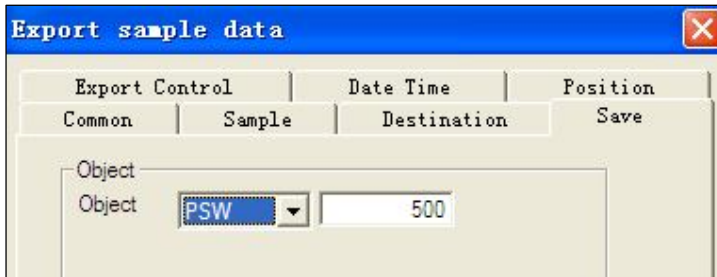 Export sample data
Export Control Date Time Position
Common Sample Destination Save
Object
Object PSW 500